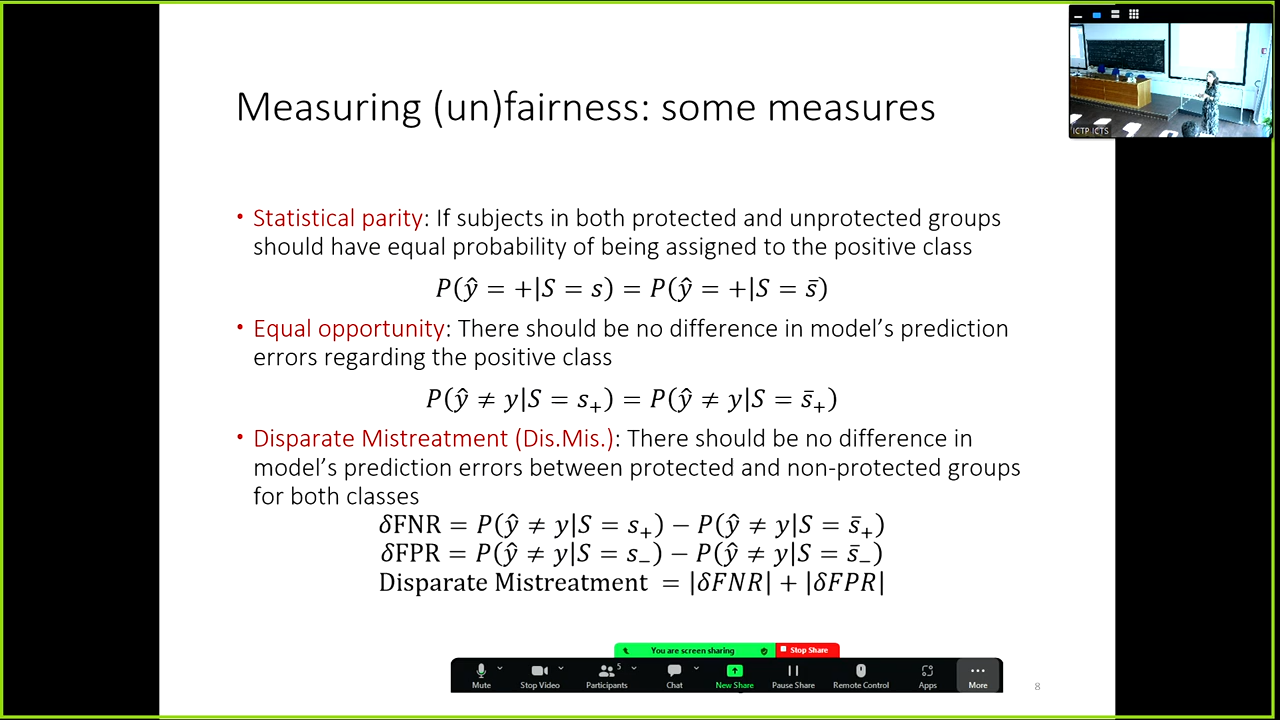 Measuring (un)fairness: some measures
ICTP ICTS
• Statistical parity: If subjects in both protected and unprotected groups
should have equal probability of being assigned to the positive class
P(ŷ = +|S = s) = P(ŷ = +|S = s̄)
• Equal opportunity: There should be no difference in model's prediction
errors regarding the positive class
P(ŷ ≠ y|S = s₊) = P(ŷ ≠ y|S = s̄₊)
• Disparate Mistreatment (Dis.Mis.): There should be no difference in
model's prediction errors between protected and non-protected groups
for both classes
δFNR = P(ŷ ≠ y|S = s₊) − P(ŷ ≠ y|S = s̄₊)
δFPR = P(ŷ ≠ y|S = s₋) − P(ŷ ≠ y|S = s̄₋)
Disparate Mistreatment = |δFNR| + |δFPR|
You are screen sharing Stop Share
5
Mute Stop Video Participants Chat New Share Pause Share Remote Control Apps More
8